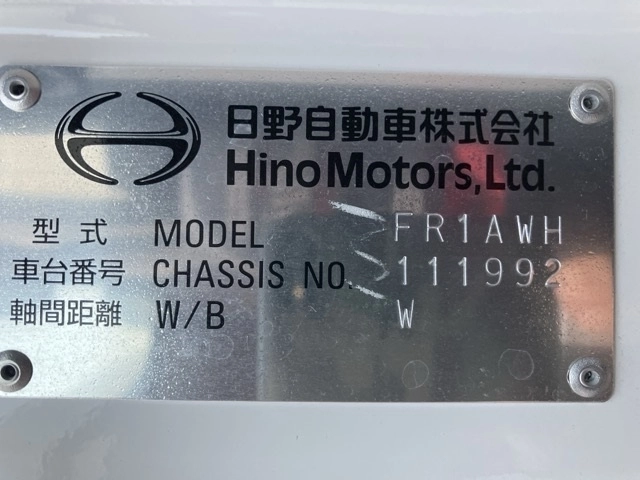 日野自動車株式会社
Hino Motors, Ltd.
型式 MODEL FR1AWH
車台番号 CHASSIS NO. 111992
軸間距離 W/B W